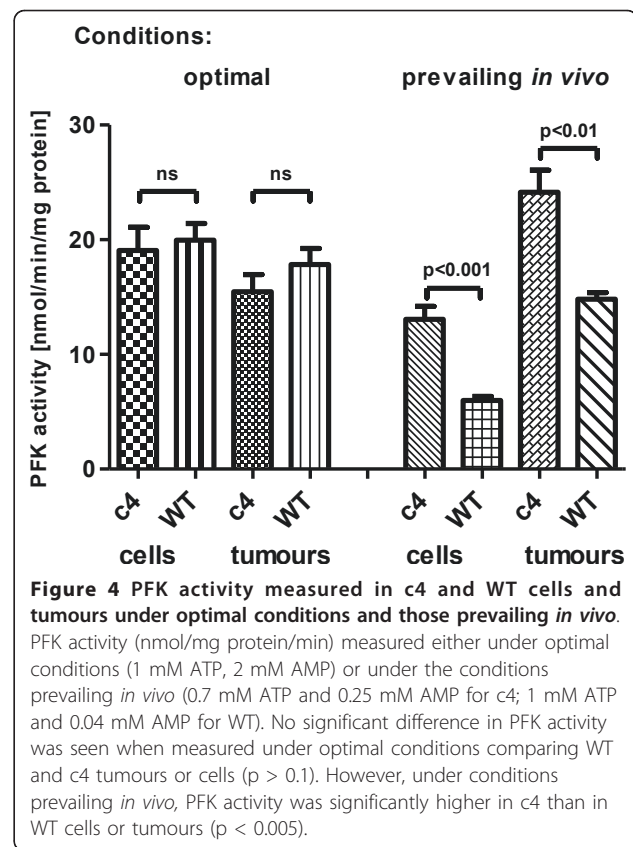 Conditions:
optimal prevailing in vivo
PFK activity [nmol/min/mg protein]
30
20
10
0
ns
ns
p<0.001
p<0.01
c4 WT c4 WT c4 WT c4 WT
cells tumours cells tumours
Figure 4 PFK activity measured in c4 and WT cells and
tumours under optimal conditions and those prevailing in vivo.
PFK activity (nmol/mg protein/min) measured either under optimal
conditions (1 mM ATP, 2 mM AMP) or under the conditions
prevailing in vivo (0.7 mM ATP and 0.25 mM AMP for c4; 1 mM ATP
and 0.04 mM AMP for WT). No significant difference in PFK activity
was seen when measured under optimal conditions comparing WT
and c4 tumours or cells (p > 0.1). However, under conditions
prevailing in vivo, PFK activity was significantly higher in c4 than in
WT cells or tumours (p < 0.005).